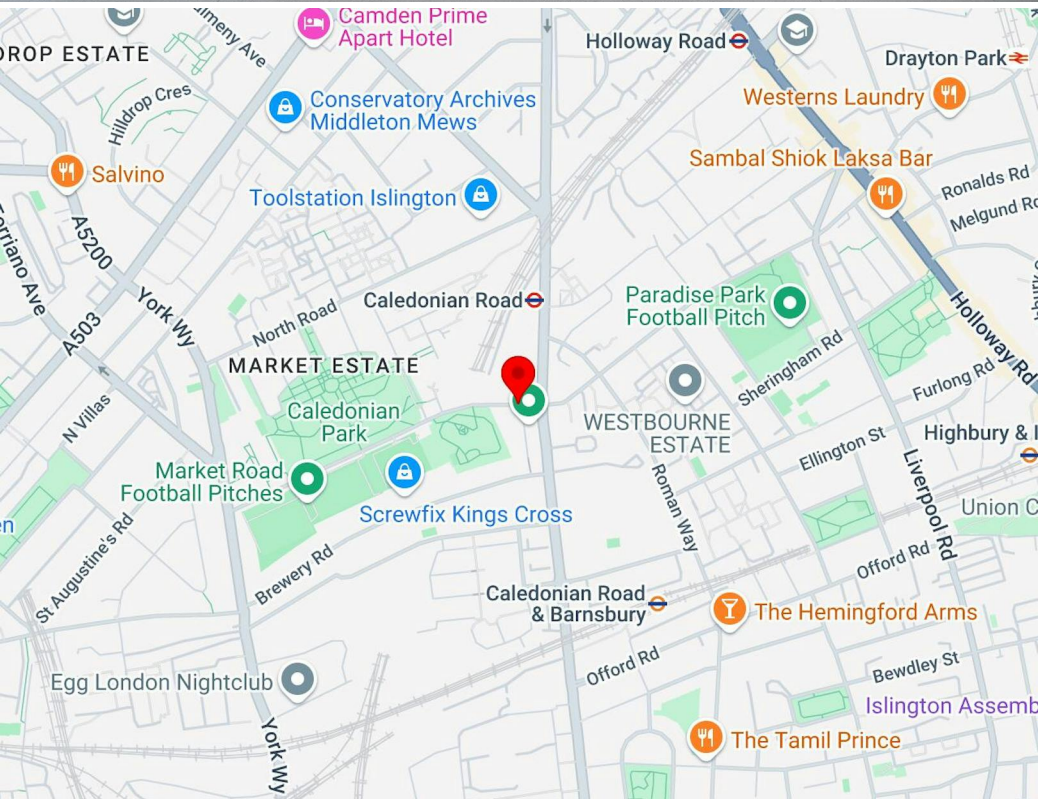 Camden Prime
Apart Hotel
Holloway Road
DROP ESTATE
Drayton Park
Hilldrop Cres
Conservatory Archives
Middleton Mews
Westerns Laundry
Sambal Shiok Laksa Bar
Salvino
Toolstation Islington
Ronalds Rd
Melgund Rd
Torriano Ave
A5200
York Wy
A503
Caledonian Road
Paradise Park
Football Pitch
North Road
Holloway Rd
MARKET ESTATE
Sheringham Rd
Furlong Rd
N Villas
Caledonian
Park
WESTBOURNE
ESTATE
Ellington St
Highbury & I
Market Road
Football Pitches
Roman Way
Liverpool Rd
Screwfix Kings Cross
Union C
en
St Augustine's Rd
Brewery Rd
Offord Rd
Caledonian Road
& Barnsbury
The Hemingford Arms
Offord Rd
Bewdley St
Egg London Nightclub
Islington Assemb
York Wy
The Tamil Prince